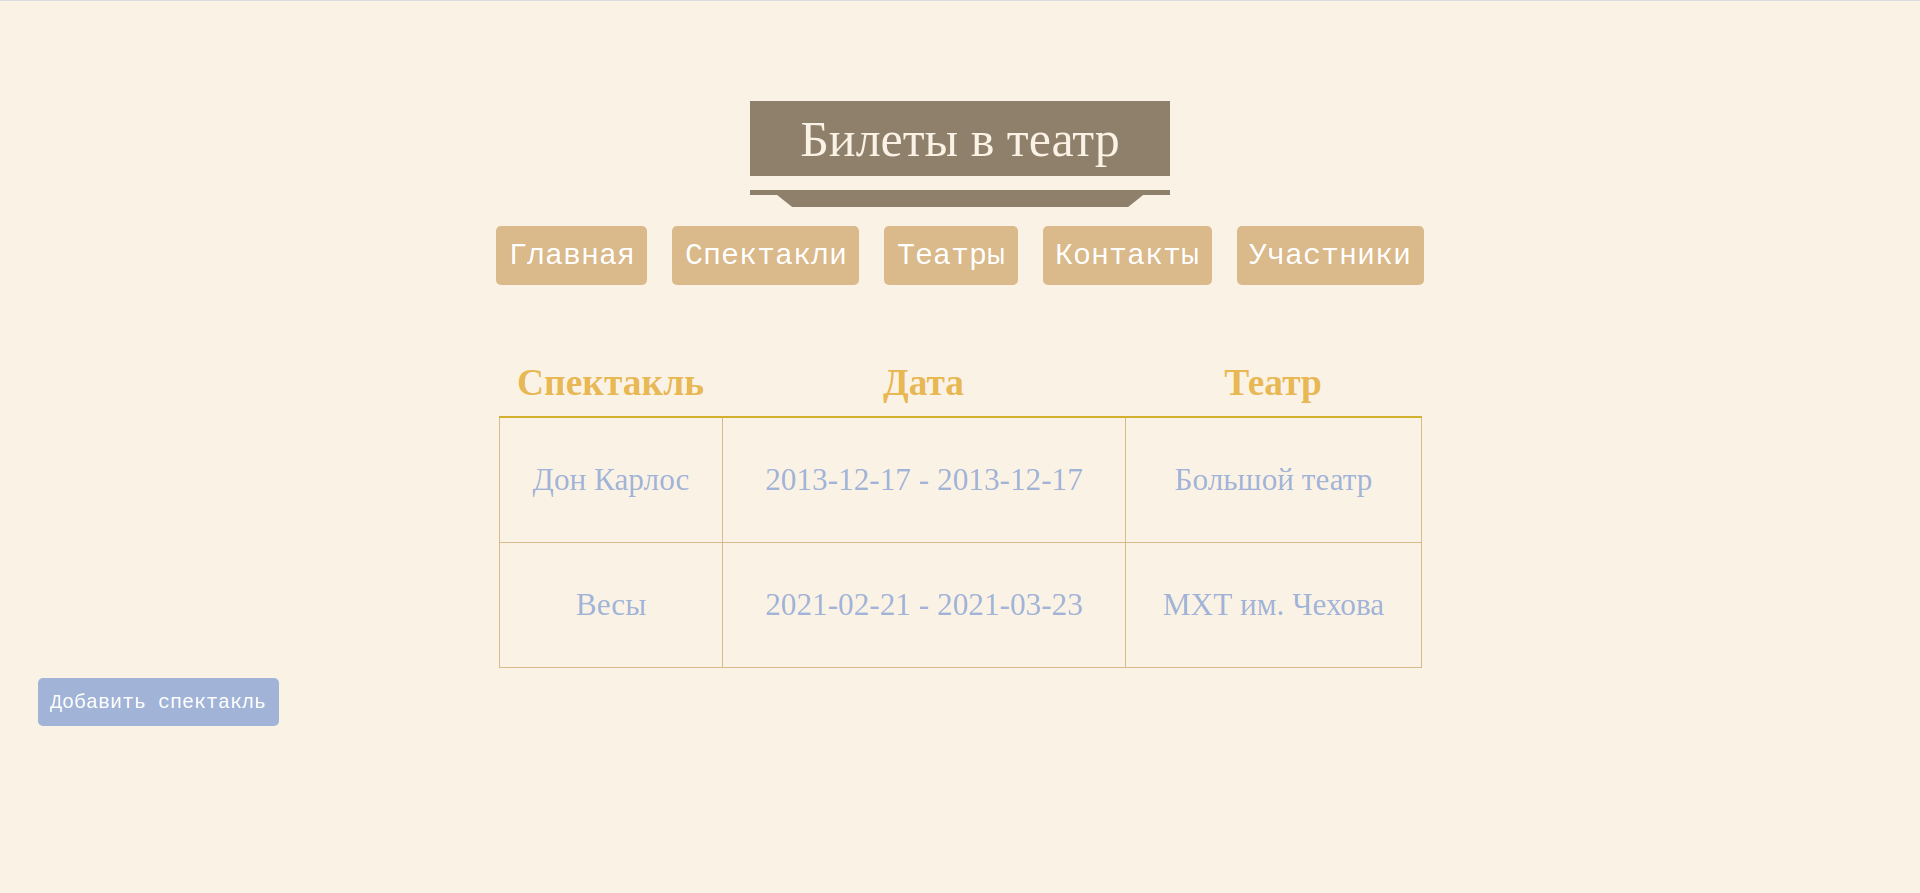 Билеты в театр
Главная Спектакли Театры Контакты Участники
Спектакль Дата Театр
Дон Карлос 2013-12-17 - 2013-12-17 Большой театр
Весы 2021-02-21 - 2021-03-23 МХТ им. Чехова
Добавить спектакль